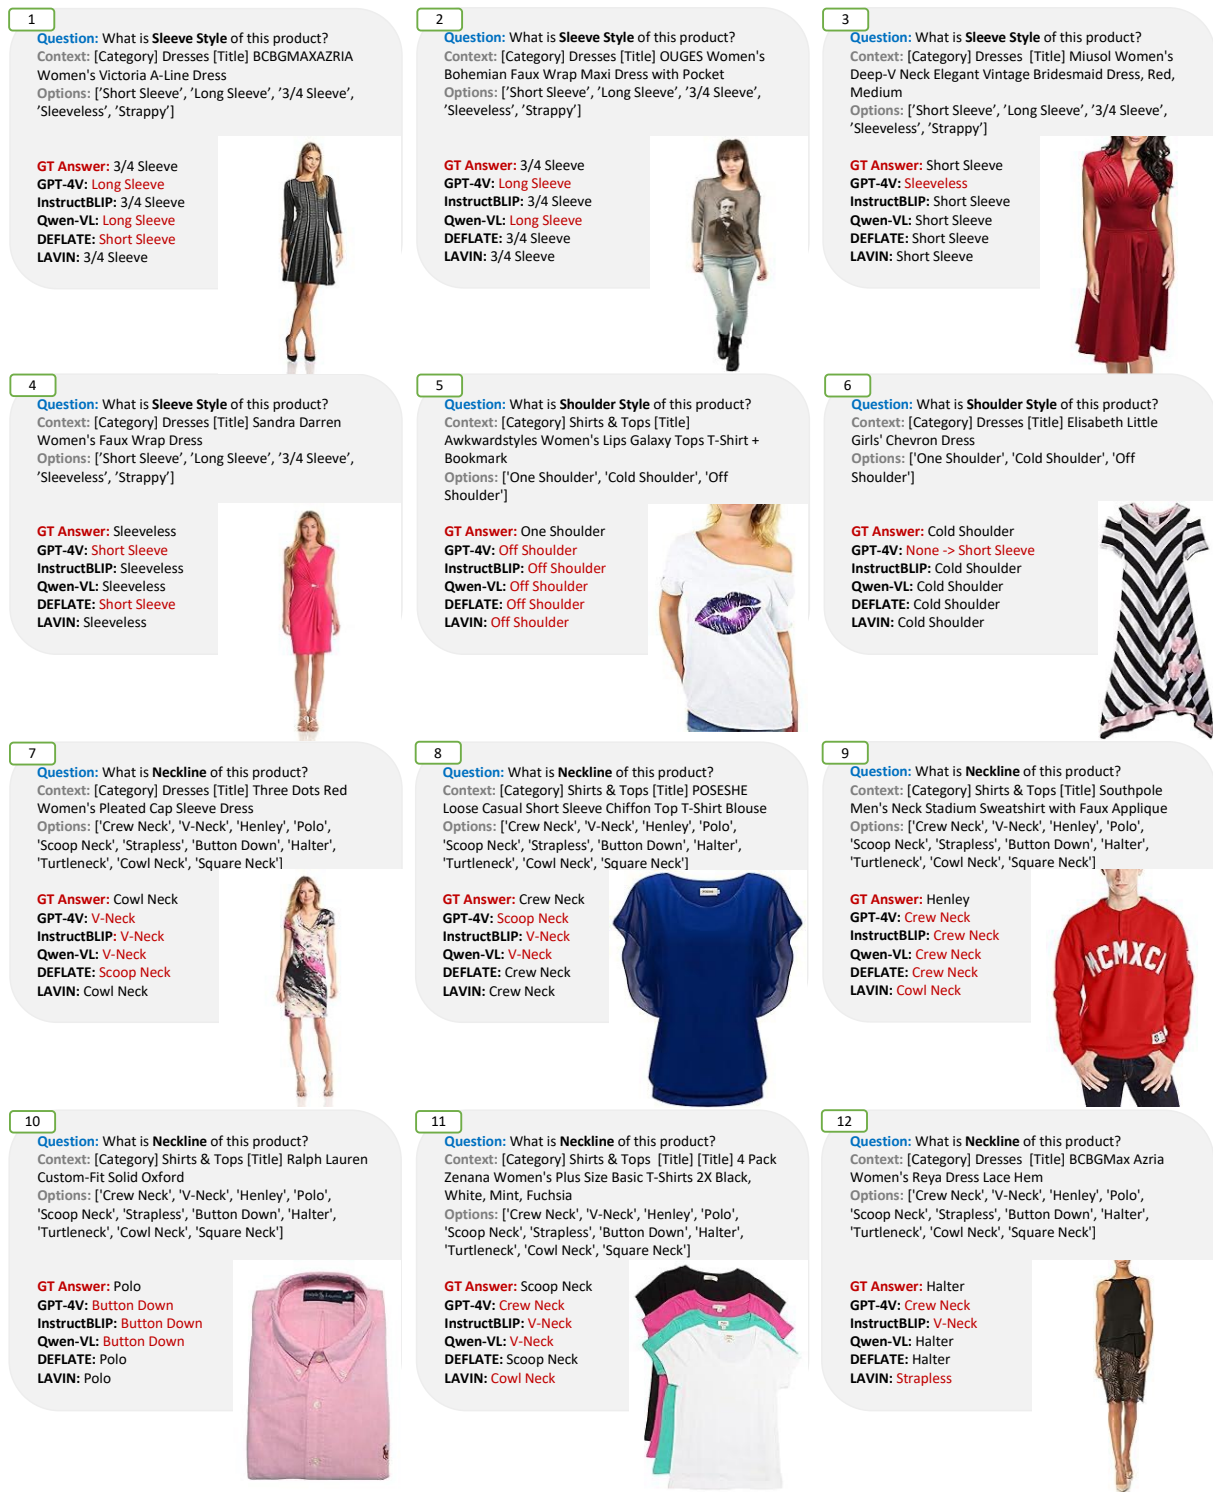 1
Question: What is Sleeve Style of this product?
Context: [Category] Dresses [Title] BCBGMAXAZRIA
Women's Victoria A-Line Dress
Options: ['Short Sleeve’, ’Long Sleeve’, ’3/4 Sleeve’,
’Sleeveless’, ’Strappy’]
GT Answer: 3/4 Sleeve
GPT-4V: Long Sleeve
InstructBLIP: 3/4 Sleeve
Qwen-VL: Long Sleeve
DEFLATE: Short Sleeve
LAVIN: 3/4 Sleeve
2
Question: What is Sleeve Style of this product?
Context: [Category] Dresses [Title] OUGES Women's
Bohemian Faux Wrap Maxi Dress with Pocket
Options: [’Short Sleeve’, ’Long Sleeve’, ’3/4 Sleeve’,
’Sleeveless’, ’Strappy’]
GT Answer: 3/4 Sleeve
GPT-4V: Long Sleeve
InstructBLIP: 3/4 Sleeve
Qwen-VL: Long Sleeve
DEFLATE: 3/4 Sleeve
LAVIN: 3/4 Sleeve
3
Question: What is Sleeve Style of this product?
Context: [Category] Dresses [Title] Miusol Women's
Deep-V Neck Elegant Vintage Bridesmaid Dress, Red,
Medium
Options: [’Short Sleeve’, ’Long Sleeve’, ’3/4 Sleeve’,
’Sleeveless’, ’Strappy’]
GT Answer: Short Sleeve
GPT-4V: Sleeveless
InstructBLIP: Short Sleeve
Qwen-VL: Short Sleeve
DEFLATE: Short Sleeve
LAVIN: Short Sleeve
4
Question: What is Sleeve Style of this product?
Context: [Category] Dresses [Title] Sandra Darren
Women's Faux Wrap Dress
Options: [’Short Sleeve’, ’Long Sleeve’, ’3/4 Sleeve’,
’Sleeveless’, ’Strappy’]
GT Answer: Sleeveless
GPT-4V: Short Sleeve
InstructBLIP: Sleeveless
Qwen-VL: Sleeveless
DEFLATE: Short Sleeve
LAVIN: Sleeveless
5
Question: What is Shoulder Style of this product?
Context: [Category] Shirts & Tops [Title]
Awkwardstyles Women's Lips Galaxy Tops T-Shirt +
Bookmark
Options: ['One Shoulder', 'Cold Shoulder', 'Off
Shoulder']
GT Answer: One Shoulder
GPT-4V: Off Shoulder
InstructBLIP: Off Shoulder
Qwen-VL: Off Shoulder
DEFLATE: Off Shoulder
LAVIN: Off Shoulder
6
Question: What is Shoulder Style of this product?
Context: [Category] Dresses [Title] Elisabeth Little
Girls' Chevron Dress
Options: ['One Shoulder', 'Cold Shoulder', 'Off
Shoulder']
GT Answer: Cold Shoulder
GPT-4V: None -> Short Sleeve
InstructBLIP: Cold Shoulder
Qwen-VL: Cold Shoulder
DEFLATE: Cold Shoulder
LAVIN: Cold Shoulder
7
Question: What is Neckline of this product?
Context: [Category] Dresses [Title] Three Dots Red
Women's Pleated Cap Sleeve Dress
Options: ['Crew Neck', 'V-Neck', 'Henley', 'Polo',
'Scoop Neck', 'Strapless', 'Button Down', 'Halter',
'Turtleneck', 'Cowl Neck', 'Square Neck']
GT Answer: Cowl Neck
GPT-4V: V-Neck
InstructBLIP: V-Neck
Qwen-VL: V-Neck
DEFLATE: Scoop Neck
LAVIN: Cowl Neck
8
Question: What is Neckline of this product?
Context: [Category] Shirts & Tops [Title] POSESHE
Loose Casual Short Sleeve Chiffon Top T-Shirt Blouse
Options: ['Crew Neck', 'V-Neck', 'Henley', 'Polo',
'Scoop Neck', 'Strapless', 'Button Down', 'Halter',
'Turtleneck', 'Cowl Neck', 'Square Neck']
GT Answer: Crew Neck
GPT-4V: Scoop Neck
InstructBLIP: V-Neck
Qwen-VL: V-Neck
DEFLATE: Crew Neck
LAVIN: Crew Neck
9
Question: What is Neckline of this product?
Context: [Category] Shirts & Tops [Title] Southpole
Men's Neck Stadium Sweatshirt with Faux Applique
Options: ['Crew Neck', 'V-Neck', 'Henley', 'Polo',
'Scoop Neck', 'Strapless', 'Button Down', 'Halter',
'Turtleneck', 'Cowl Neck', 'Square Neck']
GT Answer: Henley
GPT-4V: Crew Neck
InstructBLIP: Crew Neck
Qwen-VL: Crew Neck
DEFLATE: Crew Neck
LAVIN: Cowl Neck
MCMXCI
10
Question: What is Neckline of this product?
Context: [Category] Shirts & Tops [Title] Ralph Lauren
Custom-Fit Solid Oxford
Options: ['Crew Neck', 'V-Neck', 'Henley', 'Polo',
'Scoop Neck', 'Strapless', 'Button Down', 'Halter',
'Turtleneck', 'Cowl Neck', 'Square Neck']
GT Answer: Polo
GPT-4V: Button Down
InstructBLIP: Button Down
Qwen-VL: Button Down
DEFLATE: Polo
LAVIN: Polo
11
Question: What is Neckline of this product?
Context: [Category] Shirts & Tops [Title] [Title] 4 Pack
Zenana Women's Plus Size Basic T-Shirts 2X Black,
White, Mint, Fuchsia
Options: ['Crew Neck', 'V-Neck', 'Henley', 'Polo',
'Scoop Neck', 'Strapless', 'Button Down', 'Halter',
'Turtleneck', 'Cowl Neck', 'Square Neck']
GT Answer: Scoop Neck
GPT-4V: Crew Neck
InstructBLIP: V-Neck
Qwen-VL: V-Neck
DEFLATE: Scoop Neck
LAVIN: Cowl Neck
12
Question: What is Neckline of this product?
Context: [Category] Dresses [Title] BCBGMax Azria
Women's Reya Dress Lace Hem
Options: ['Crew Neck', 'V-Neck', 'Henley', 'Polo',
'Scoop Neck', 'Strapless', 'Button Down', 'Halter',
'Turtleneck', 'Cowl Neck', 'Square Neck']
GT Answer: Halter
GPT-4V: Crew Neck
InstructBLIP: V-Neck
Qwen-VL: Halter
DEFLATE: Halter
LAVIN: Strapless